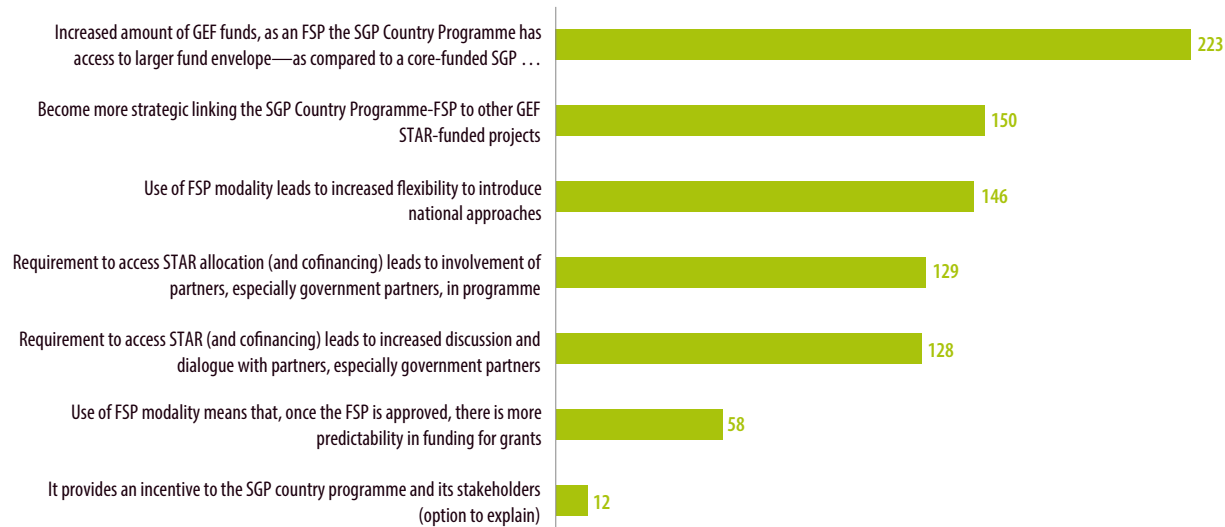 Increased amount of GEF funds, as an FSP the SGP Country Programme has
access to larger fund envelope—as compared to a core-funded SGP …
223
Become more strategic linking the SGP Country Programme-FSP to other GEF
STAR-funded projects
150
Use of FSP modality leads to increased flexibility to introduce
national approaches
146
Requirement to access STAR allocation (and cofinancing) leads to involvement of
partners, especially government partners, in programme
129
Requirement to access STAR (and cofinancing) leads to increased discussion and
dialogue with partners, especially government partners
128
Use of FSP modality means that, once the FSP is approved, there is more
predictability in funding for grants
58
It provides an incentive to the SGP country programme and its stakeholders
(option to explain)
12